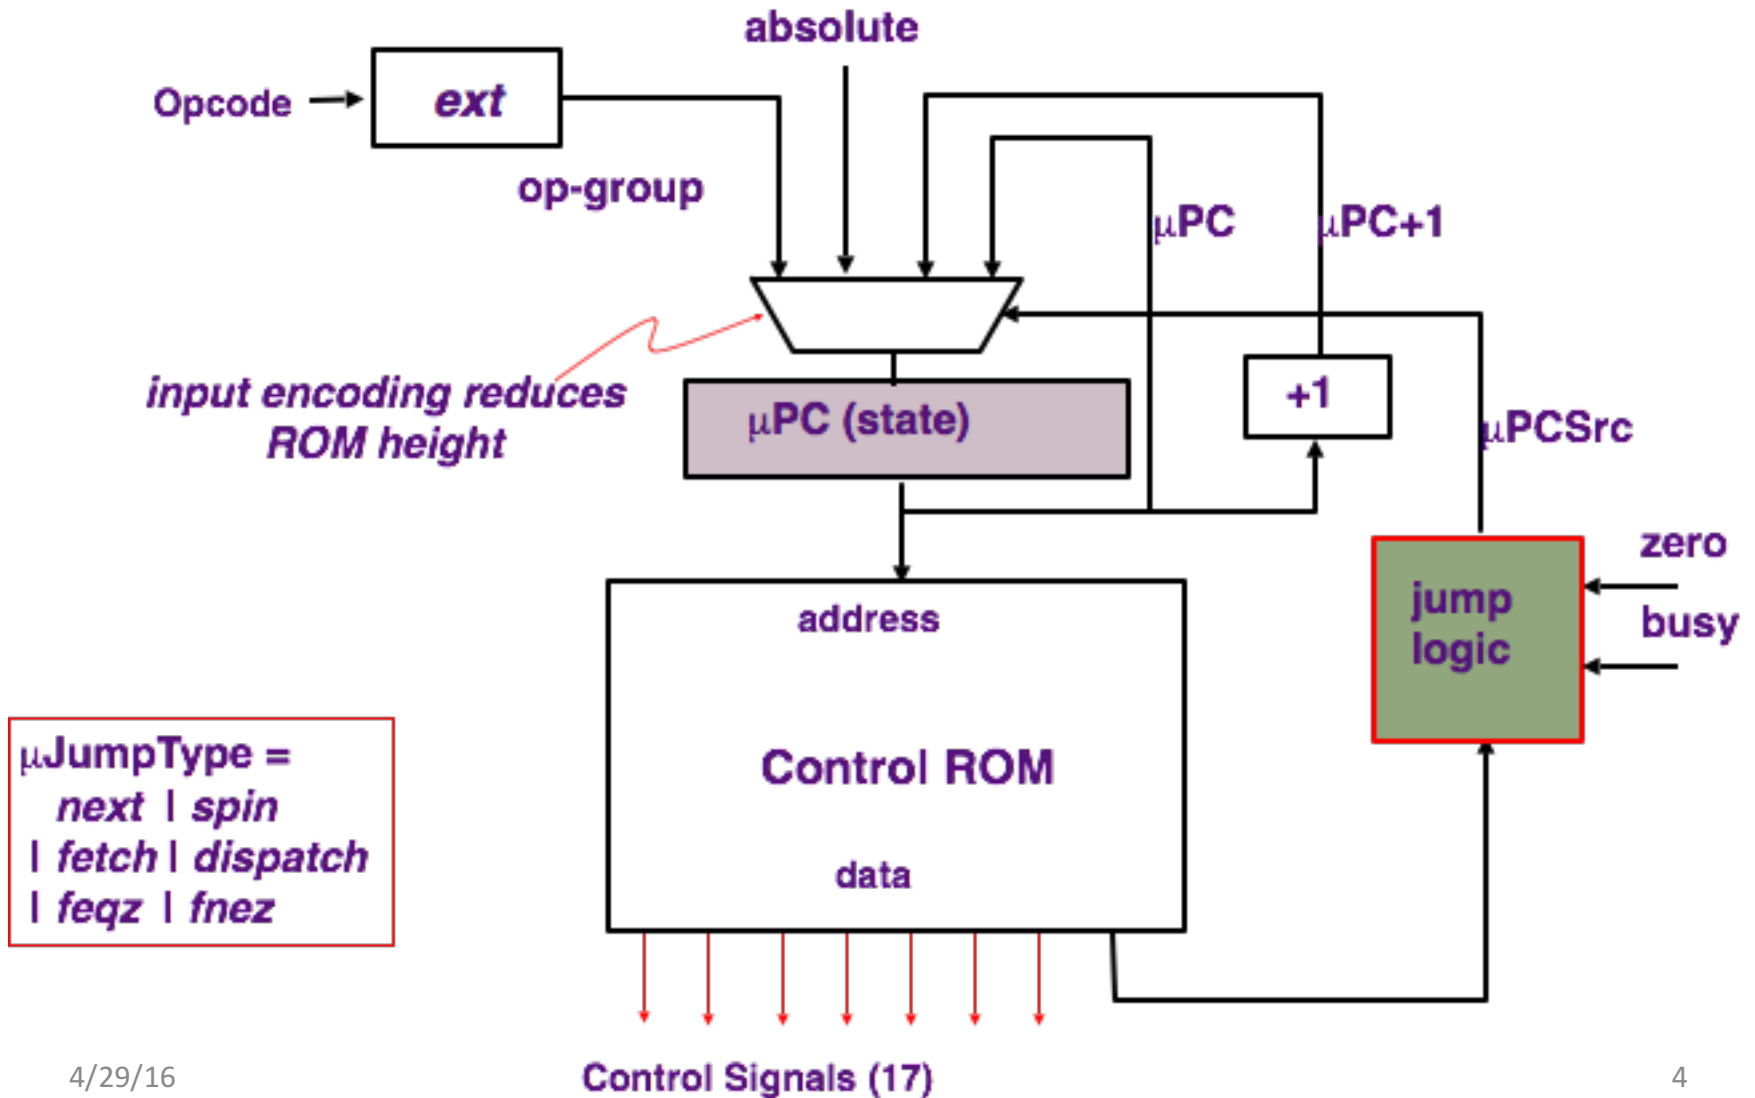 absolute
Opcode
ext
op-group
μPC
μPC+1
input encoding reduces
ROM height
μPC (state)
+1
μPCSrc
zero
busy
jump
logic
address
Control ROM
data
μJumpType =
next | spin
| fetch | dispatch
| feqz | fnez
Control Signals (17)
4/29/16
4